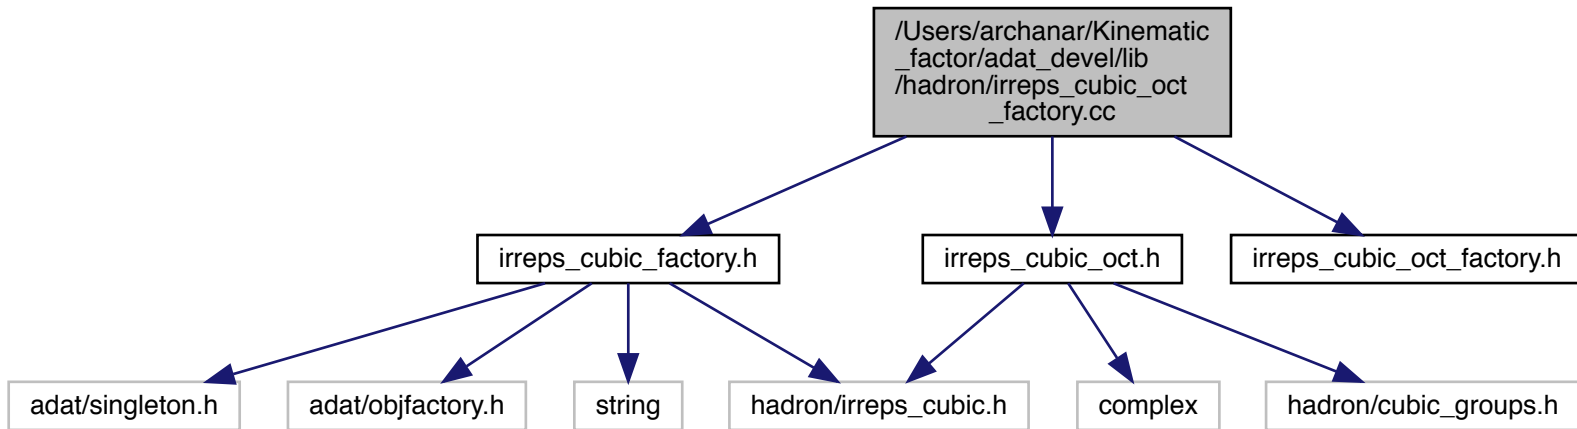 /Users/archanar/Kinematic
_factor/adat_devel/lib
/hadron/irreps_cubic_oct
_factory.cc
irreps_cubic_factory.h
irreps_cubic_oct.h
irreps_cubic_oct_factory.h
adat/singleton.h
adat/objfactory.h
string
hadron/irreps_cubic.h
complex
hadron/cubic_groups.h